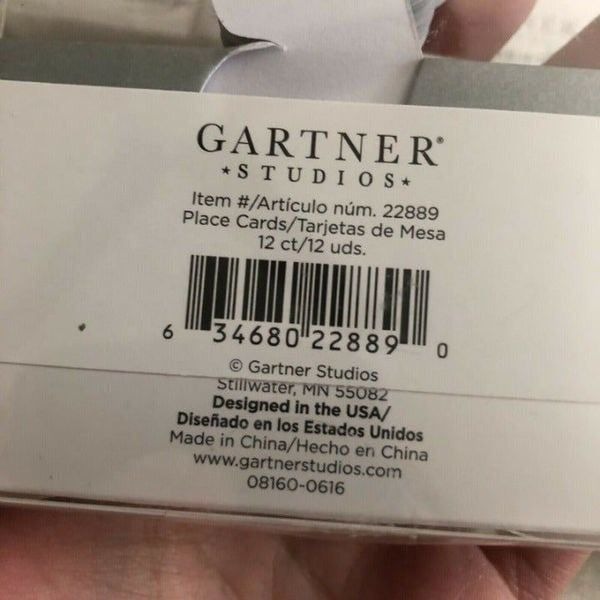 GARTNER®
★STUDIOS★
Item #/Artículo núm. 22889
Place Cards/Tarjetas de Mesa
12 ct/12 uds.
6 34680 22889 0
© Gartner Studios
Stillwater, MN 55082
Designed in the USA/
Diseñado en los Estados Unidos
Made in China/Hecho en China
www.gartnerstudios.com
08160-0616